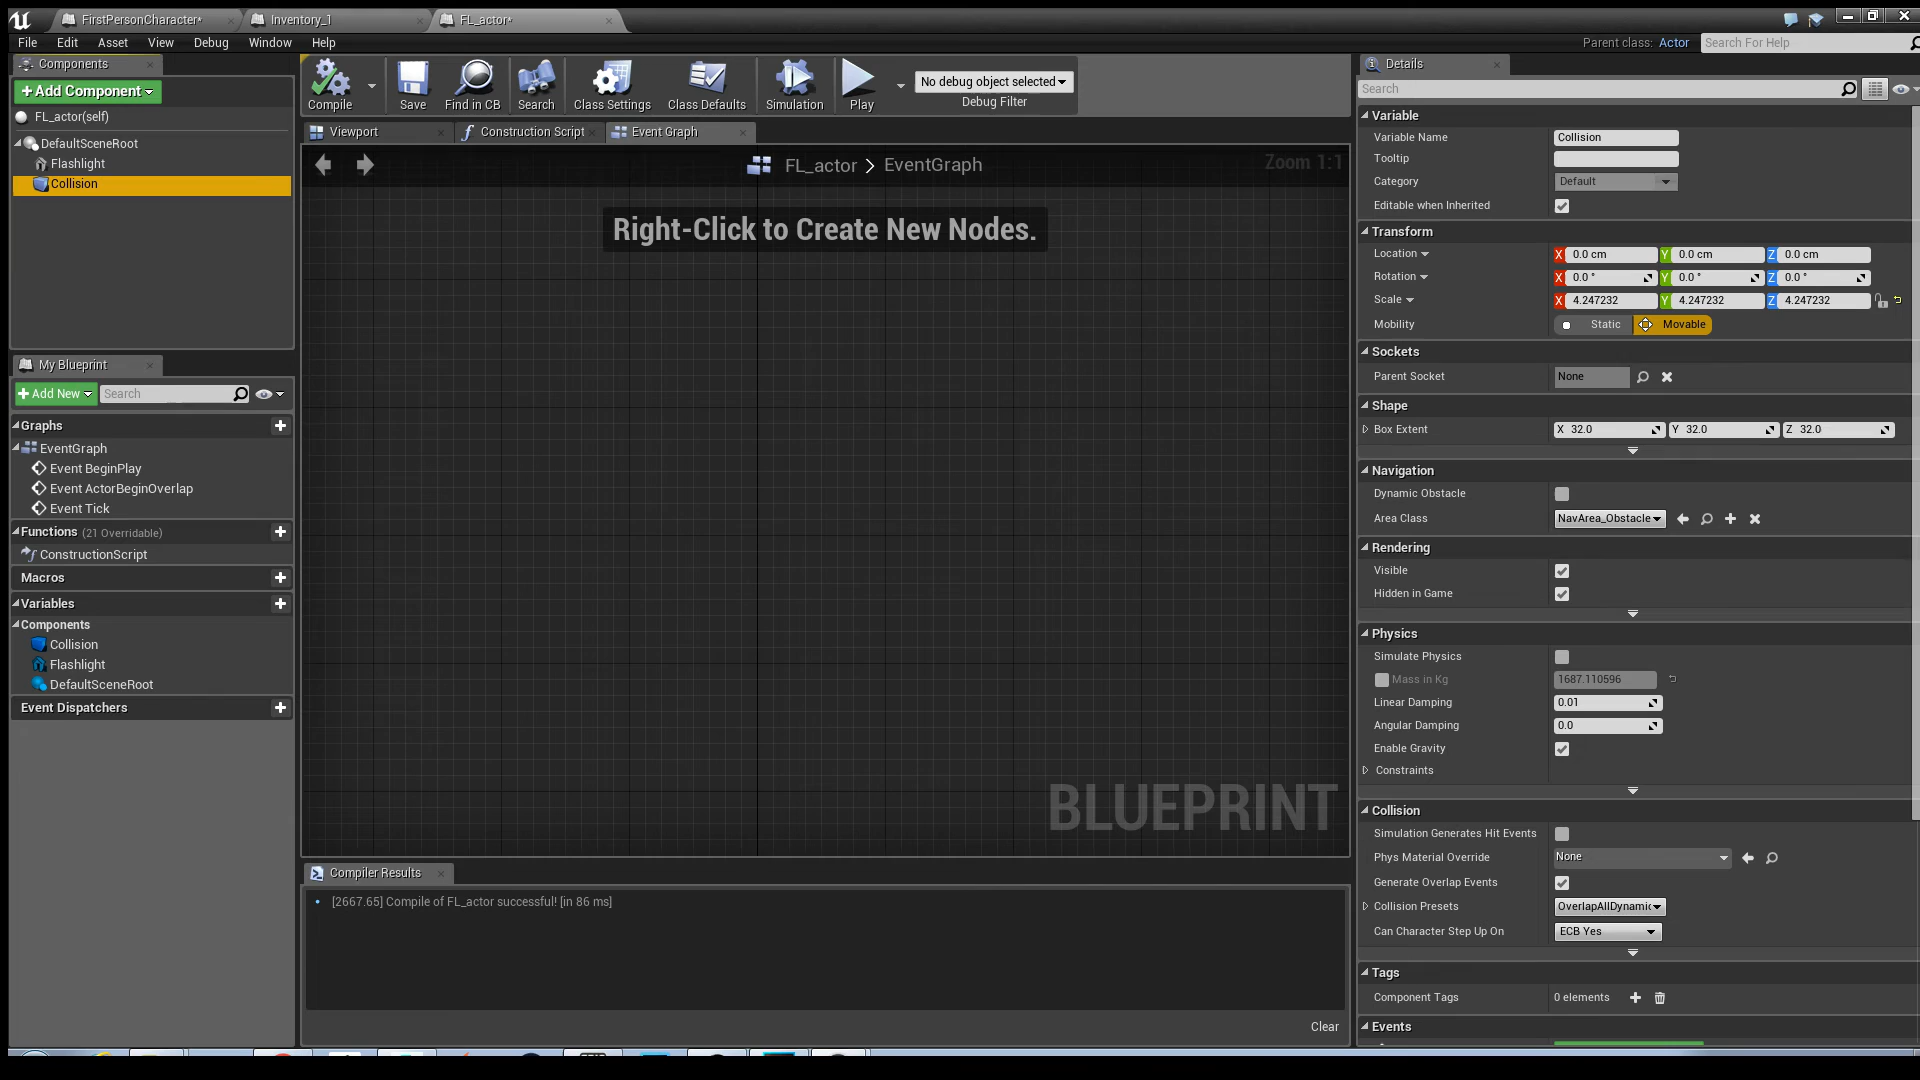 FirstPersonCharacter*
Inventory_1
FL_actor*
File Edit Asset View Debug Window Help
Parent class: Actor
Search For Help
Components
+Add Component
FL_actor(self)
DefaultSceneRoot
Flashlight
Collision
Compile
Save
Find in CB
Search
Class Settings
Class Defaults
Simulation
Play
No debug object selected
Debug Filter
Viewport
Construction Script
Event Graph
FL_actor > EventGraph
Zoom 1:1
Right-Click to Create New Nodes.
BLUEPRINT
My Blueprint
+Add New
Search
Graphs
EventGraph
Event BeginPlay
Event ActorBeginOverlap
Event Tick
Functions (21 Overridable)
ConstructionScript
Macros
Variables
Components
Collision
Flashlight
DefaultSceneRoot
Event Dispatchers
Compiler Results
[2667.65] Compile of FL_actor successful! [in 86 ms]
Clear
Details
Search
Variable
Variable Name Collision
Tooltip
Category Default
Editable when Inherited
Transform
Location X 0.0 cm Y 0.0 cm Z 0.0 cm
Rotation X 0.0 ° Y 0.0 ° Z 0.0 °
Scale X 4.247232 Y 4.247232 Z 4.247232
Mobility Static Movable
Sockets
Parent Socket None
Shape
Box Extent X 32.0 Y 32.0 Z 32.0
Navigation
Dynamic Obstacle
Area Class NavArea_Obstacle
Rendering
Visible
Hidden in Game
Physics
Simulate Physics
Mass in Kg 1687.110596
Linear Damping 0.01
Angular Damping 0.0
Enable Gravity
Constraints
Collision
Simulation Generates Hit Events
Phys Material Override None
Generate Overlap Events
Collision Presets OverlapAllDynamic
Can Character Step Up On ECB Yes
Tags
Component Tags 0 elements
Events